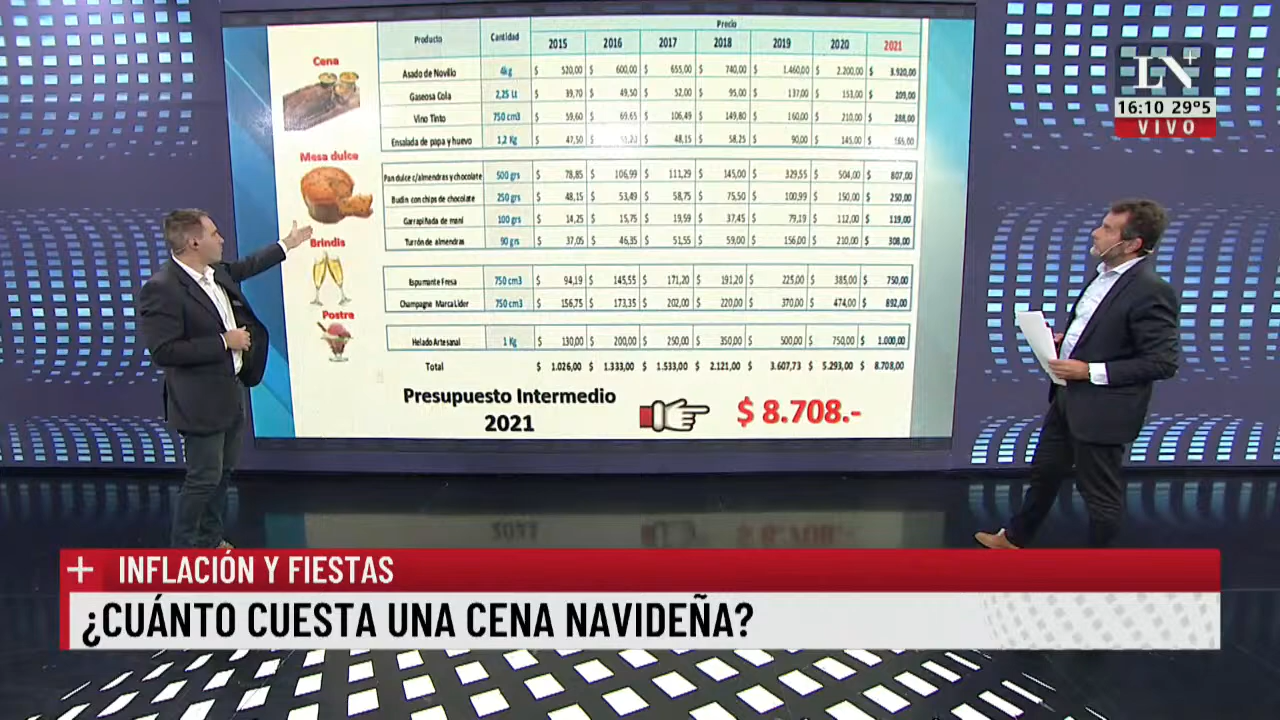 Precio
Producto Cantidad 2015 2016 2017 2018 2019 2020 2021
Cena
Asado de Novillo 4kg $ 520,00 $ 600,00 $ 655,00 $ 740,00 $ 1.460,00 $ 2.200,00 $ 3.920,00
Gaseosa Cola 2,25 Lt $ 39,70 $ 49,50 $ 52,00 $ 95,00 $ 137,00 $ 153,00 $ 209,00
Vino Tinto 750 cm3 $ 59,60 $ 69,65 $ 106,49 $ 149,80 $ 160,00 $ 210,00 $ 288,00
Ensalada de papa y huevo 1,2 Kg $ 47,50 $ $ 48,15 $ 58,25 $ 90,00 $ 145,00 $ 165,00
Mesa dulce
Pan dulce c/almendras y chocolate 500 grs $ 78,85 $ 106,99 $ 111,29 $ 145,00 $ 329,55 $ 504,00 $ 807,00
Budin con chips de chocolate 250 grs $ 48,15 $ 53,49 $ 58,75 $ 75,50 $ 100,99 $ 150,00 $ 250,00
Garrapiñada de maní 100 grs $ 14,25 $ 15,75 $ 19,59 $ 37,45 $ 79,19 $ 112,00 $ 119,00
Turrón de almendras 90 grs $ 37,05 $ 46,35 $ 51,55 $ 59,00 $ 156,00 $ 210,00 $ 308,00
Brindis
Espumante Fresa 750 cm3 $ 94,19 $ 145,55 $ 171,20 $ 191,20 $ 225,00 $ 385,00 $ 750,00
Champagne Marca Lider 750 cm3 $ 156,75 $ 173,35 $ 202,00 $ 220,00 $ 370,00 $ 474,00 $ 892,00
Postre
Helado Artesanal 1 Kg $ 130,00 $ 200,00 $ 250,00 $ 350,00 $ 500,00 $ 750,00 $ 1.000,00
Total $ 1.026,00 $ 1.333,00 $ 1.533,00 $ 2.121,00 $ 3.607,73 $ 5.293,00 $ 8.708,00
Presupuesto Intermedio
2021
$ 8.708.-
LN+
16:10 29°5
VIVO
+ INFLACIÓN Y FIESTAS
¿CUÁNTO CUESTA UNA CENA NAVIDEÑA?